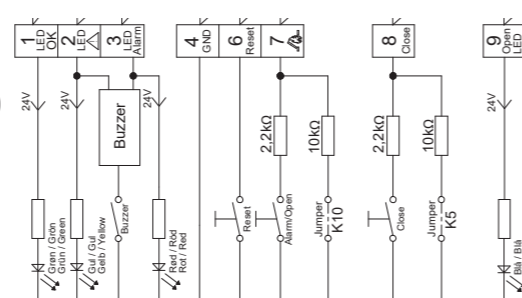 1
LED
OK
2
LED
3
LED
Alarm
4
GND
6
Reset
7
8
Close
9
Open
LED
24V
24V
24V
24V
Buzzer
2,2kΩ
10kΩ
2,2kΩ
10kΩ
Grøn / Grön
Grün / Green
Gul / Gul
Gelb / Yellow
Buzzer
Rød / Röd
Rot / Red
Reset
Alarm/Open
Jumper
K10
Close
Jumper
K5
Blå / Blå